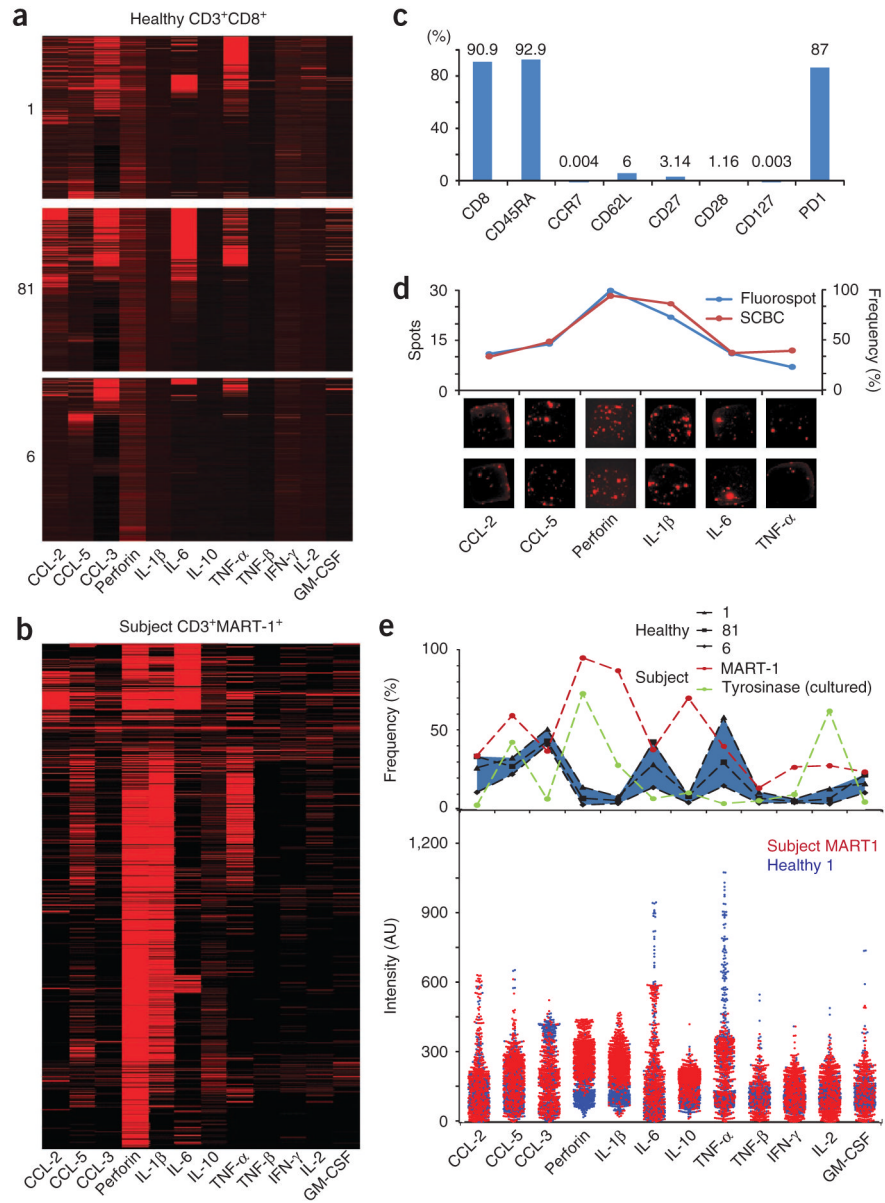 a
Healthy CD3+CD8+
1
81
6
CCL-2
CCL-5
CCL-3
Perforin
IL-1β
IL-6
IL-10
TNF-α
TNF-β
IFN-γ
IL-2
GM-CSF
b
Subject CD3+MART-1+
CCL-2
CCL-5
CCL-3
Perforin
IL-1β
IL-6
IL-10
TNF-α
TNF-β
IFN-γ
IL-2
GM-CSF
c
(%)
90.9
92.9
0.004
6
3.14
1.16
0.003
87
80
40
0
CD8
CD45RA
CCR7
CD62L
CD27
CD28
CD127
PD1
d
Spots
30
15
0
Fluorospot
SCBC
100
50
0
Frequency (%)
CCL-2
CCL-5
Perforin
IL-1β
IL-6
TNF-α
e
Healthy
1
81
6
Subject
MART-1
Tyrosinase (cultured)
Frequency (%)
100
50
0
Subject MART1
Healthy 1
Intensity (AU)
1,200
900
600
300
0
CCL-2
CCL-5
CCL-3
Perforin
IL-1β
IL-6
IL-10
TNF-α
TNF-β
IFN-γ
IL-2
GM-CSF